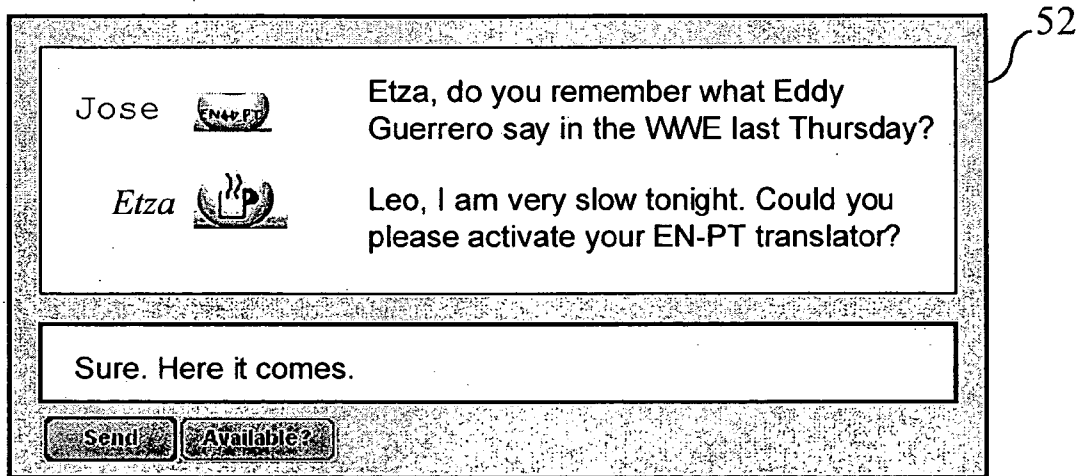 52
Jose EN⇔PT Etza, do you remember what Eddy
Guerrero say in the WWE last Thursday?
Etza Leo, I am very slow tonight. Could you
please activate your EN-PT translator?
Sure. Here it comes.
Send Available?